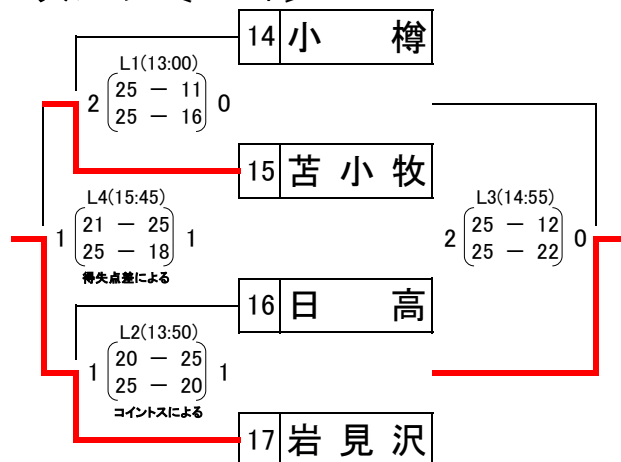 14 小 樽
L1(13:00)
2 25 － 11 0
25 － 16
15 苫 小 牧
L4(15:45)
1 21 － 25 1
25 － 18
得失点差による
L3(14:55)
2 25 － 12 0
25 － 22
16 日 高
L2(13:50)
1 20 － 25 1
25 － 20
コイントスによる
17 岩 見 沢